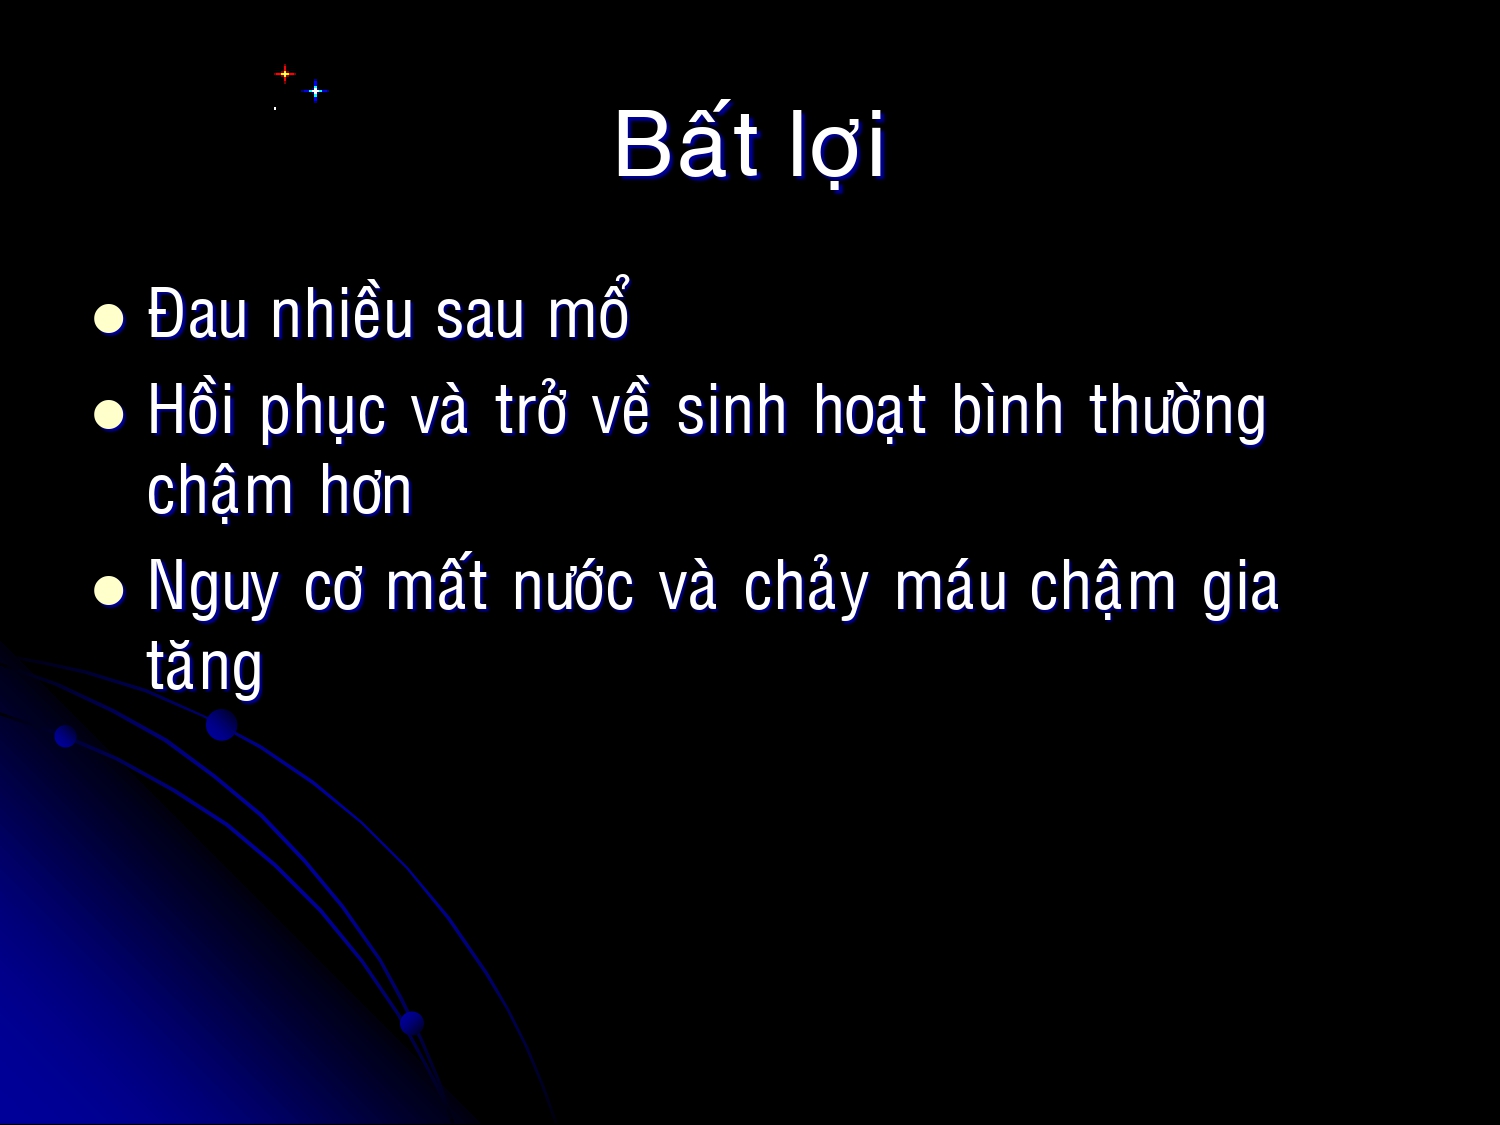 Bất lợi
Đau nhiều sau mổ
Hồi phục và trở về sinh hoạt bình thường
chậm hơn
Nguy cơ mất nước và chảy máu chậm gia
tăng